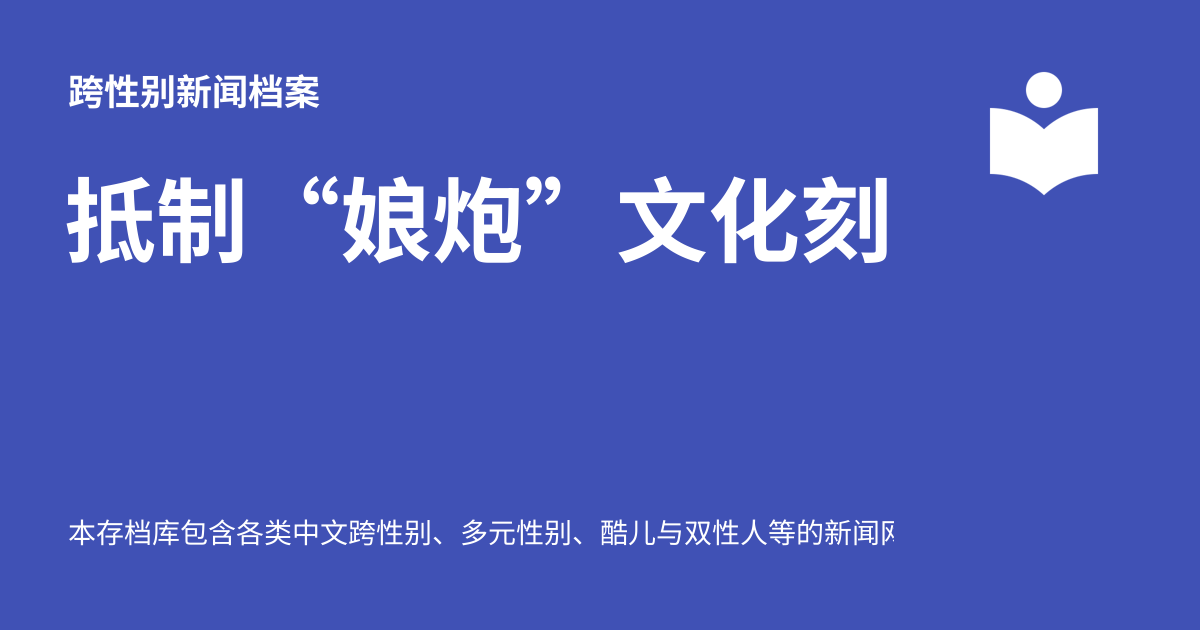 跨性别新闻档案
抵制“娘炮”文化刻
本存档库包含各类中文跨性别、多元性别、酷儿与双性人等的新闻